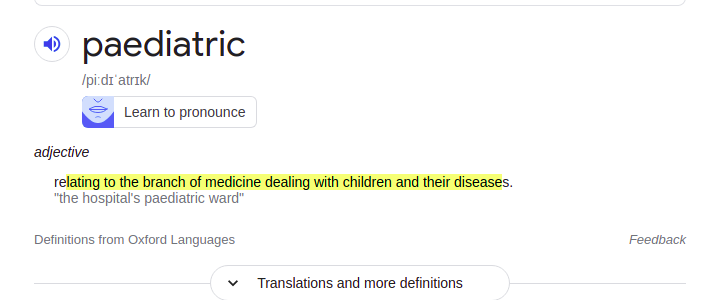 paediatric
/piːdɪˈatrɪk/
Learn to pronounce
adjective
relating to the branch of medicine dealing with children and their diseases.
"the hospital's paediatric ward"
Definitions from Oxford Languages Feedback
Translations and more definitions